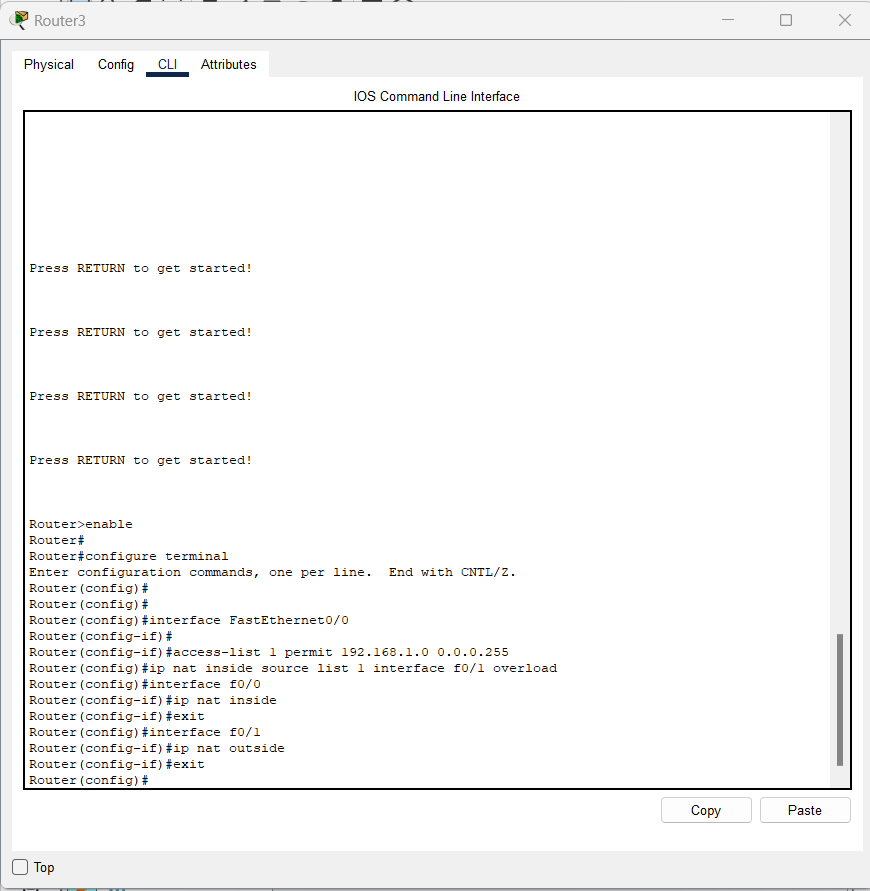 Router3
Physical Config CLI Attributes
IOS Command Line Interface
Press RETURN to get started!
Press RETURN to get started!
Press RETURN to get started!
Press RETURN to get started!
Router>enable
Router#
Router#configure terminal
Enter configuration commands, one per line.  End with CNTL/Z.
Router(config)#
Router(config)#
Router(config)#interface FastEthernet0/0
Router(config-if)#
Router(config-if)#access-list 1 permit 192.168.1.0 0.0.0.255
Router(config)#ip nat inside source list 1 interface f0/1 overload
Router(config)#interface f0/0
Router(config-if)#ip nat inside
Router(config-if)#exit
Router(config)#interface f0/1
Router(config-if)#ip nat outside
Router(config-if)#exit
Router(config)#
Copy Paste
Top